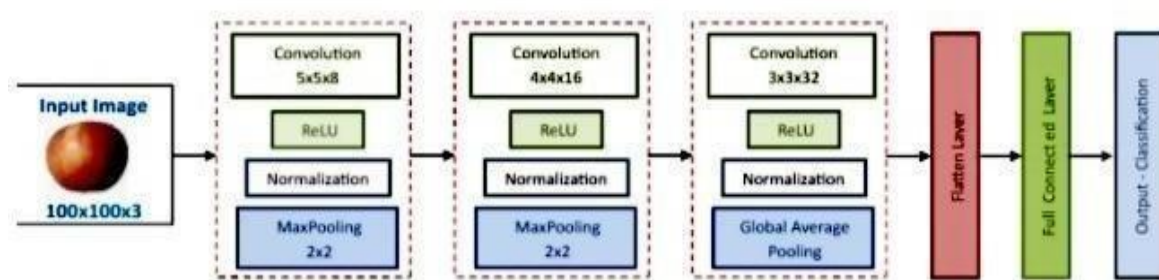 Input Image
100x100x3
Convolution
5x5x8
ReLU
Normalization
MaxPooling
2x2
Convolution
4x4x16
ReLU
Normalization
MaxPooling
2x2
Convolution
3x3x32
ReLU
Normalization
Global Average
Pooling
Flatten Layer
Full Connect ed Layer
Output - Classification